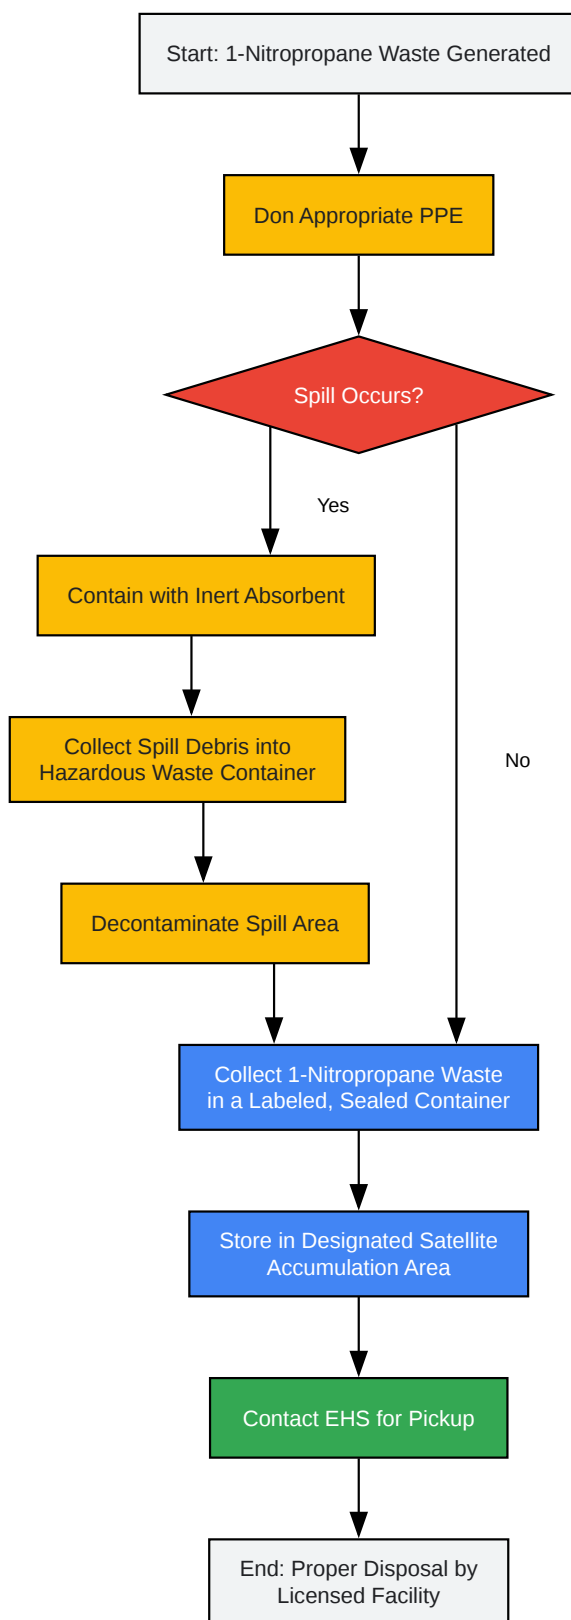 Start: 1-Nitropropane Waste Generated
Don Appropriate PPE
Spill Occurs?
Yes
Contain with Inert Absorbent
Collect Spill Debris into
Hazardous Waste Container
No
Decontaminate Spill Area
Collect 1-Nitropropane Waste
in a Labeled, Sealed Container
Store in Designated Satellite
Accumulation Area
Contact EHS for Pickup
End: Proper Disposal by
Licensed Facility